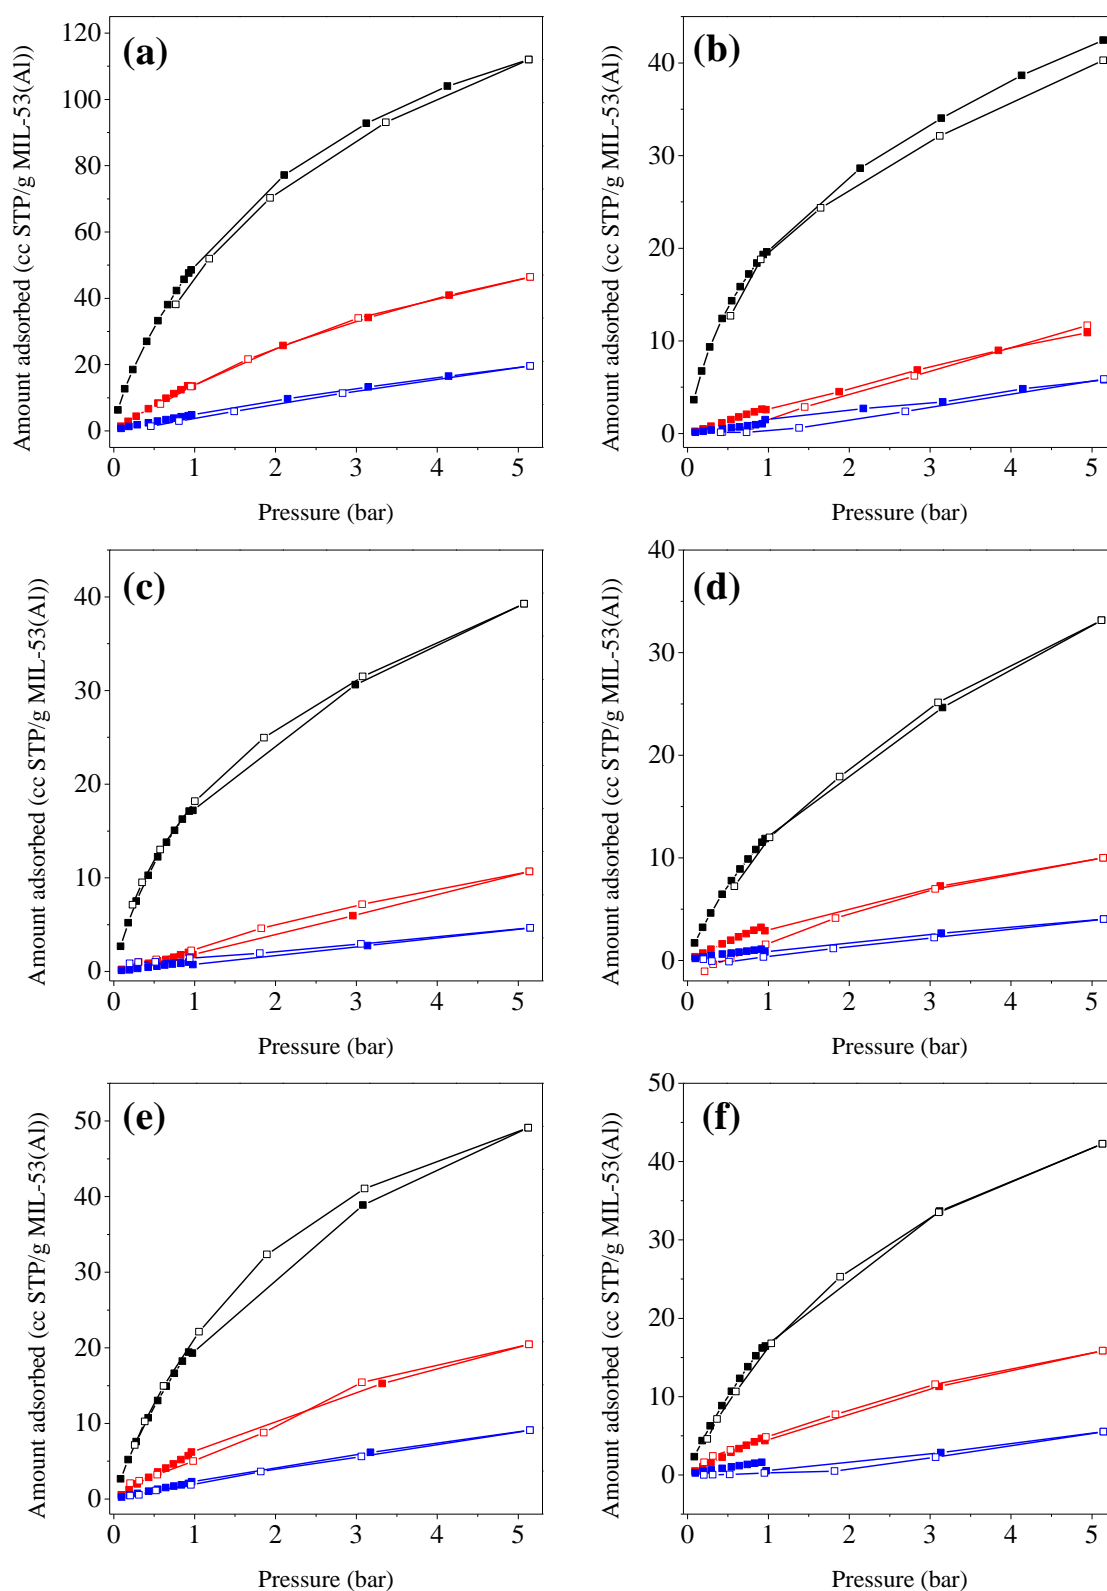 (a)
120
100
80
60
40
20
0
Amount adsorbed (cc STP/g MIL-53(Al))
0 1 2 3 4 5
Pressure (bar)
(b)
40
30
20
10
0
Amount adsorbed (cc STP/g MIL-53(Al))
0 1 2 3 4 5
Pressure (bar)
(c)
40
30
20
10
0
Amount adsorbed (cc STP/g MIL-53(Al))
0 1 2 3 4 5
Pressure (bar)
(d)
40
30
20
10
0
Amount adsorbed (cc STP/g MIL-53(Al))
0 1 2 3 4 5
Pressure (bar)
(e)
50
40
30
20
10
0
Amount adsorbed (cc STP/g MIL-53(Al))
0 1 2 3 4 5
Pressure (bar)
(f)
50
40
30
20
10
0
Amount adsorbed (cc STP/g MIL-53(Al))
0 1 2 3 4 5
Pressure (bar)